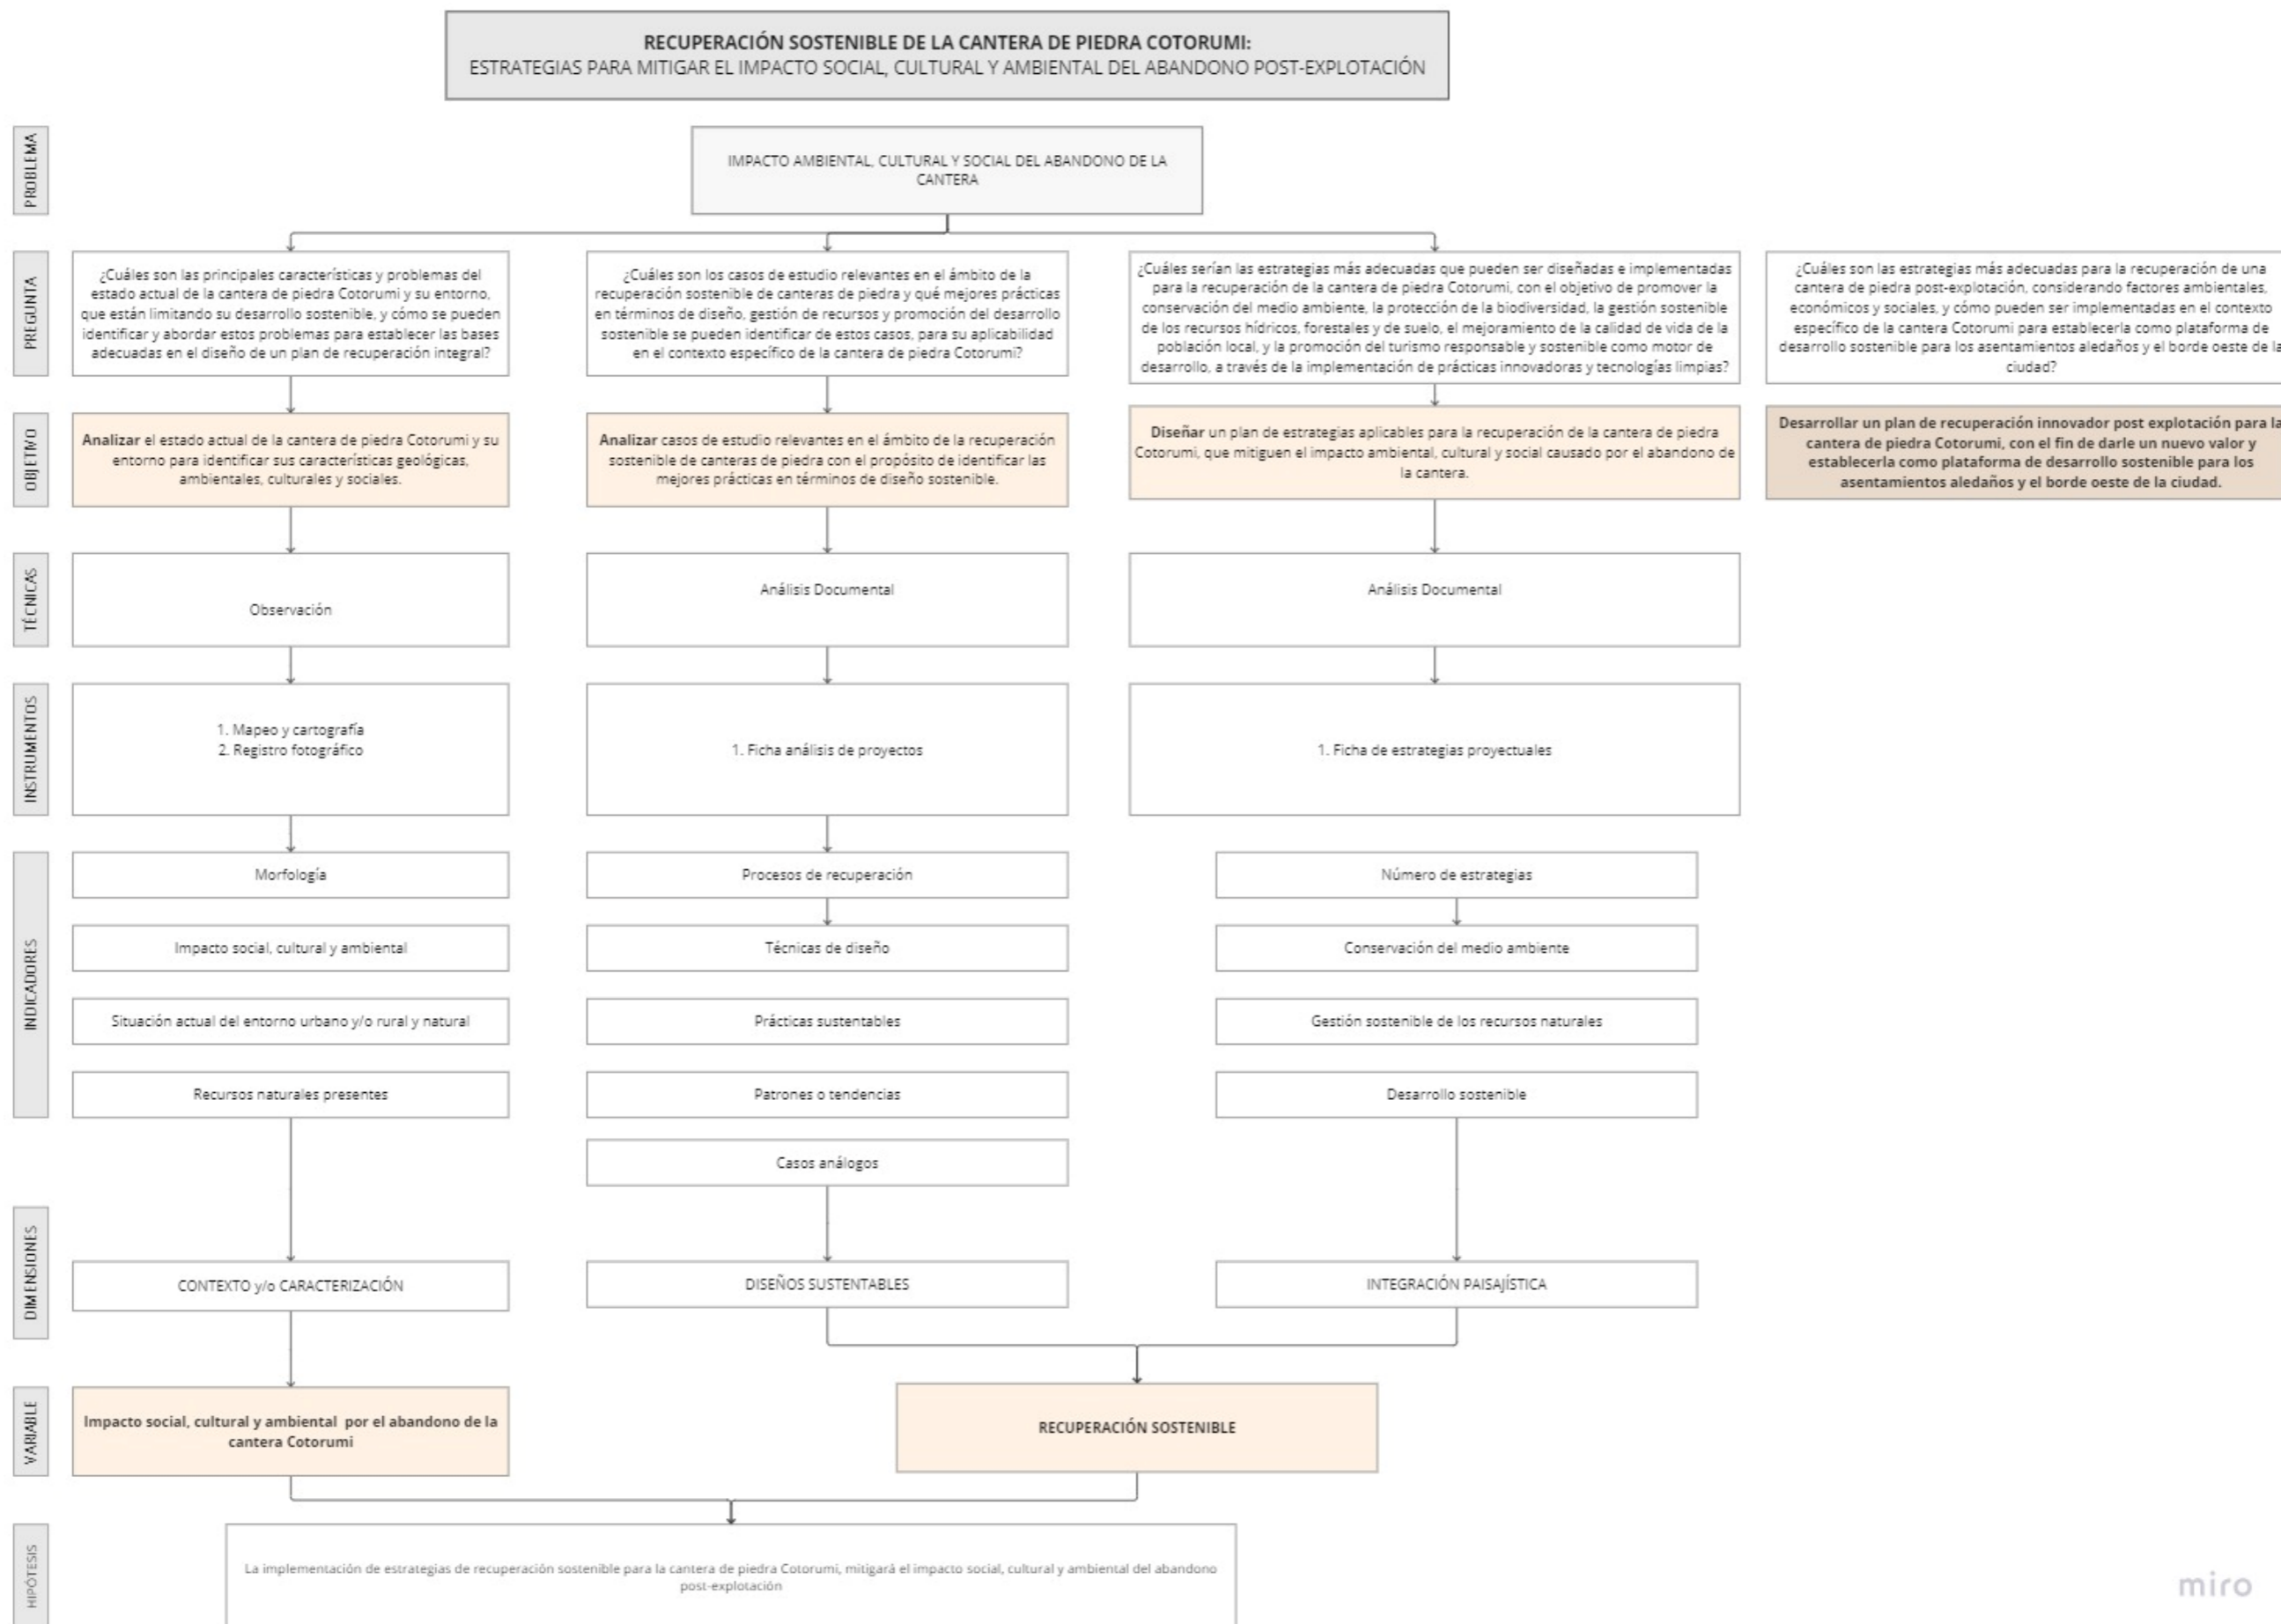 RECUPERACIÓN SOSTENIBLE DE LA CANTERA DE PIEDRA COTORUMI:
ESTRATEGIAS PARA MITIGAR EL IMPACTO SOCIAL, CULTURAL Y AMBIENTAL DEL ABANDONO POST-EXPLOTACIÓN
PROBLEMA
IMPACTO AMBIENTAL, CULTURAL Y SOCIAL DEL ABANDONO DE LA
CANTERA
PREGUNTA
¿Cuáles son las principales características y problemas del
estado actual de la cantera de piedra Cotorumi y su entorno,
que están limitando su desarrollo sostenible, y cómo se pueden
identificar y abordar estos problemas para establecer las bases
adecuadas en el diseño de un plan de recuperación integral?
¿Cuáles son los casos de estudio relevantes en el ámbito de la
recuperación sostenible de canteras de piedra y qué mejores prácticas
en términos de diseño, gestión de recursos y promoción del desarrollo
sostenible se pueden identificar de estos casos, para su aplicabilidad
en el contexto específico de la cantera de piedra Cotorumi?
¿Cuáles serían las estrategias más adecuadas que pueden ser diseñadas e implementadas
para la recuperación de la cantera de piedra Cotorumi, con el objetivo de promover la
conservación del medio ambiente, la protección de la biodiversidad, la gestión sostenible
de los recursos hídricos, forestales y de suelo, el mejoramiento de la calidad de vida de la
población local, y la promoción del turismo responsable y sostenible como motor de
desarrollo, a través de la implementación de prácticas innovadoras y tecnologías limpias?
¿Cuáles son las estrategias más adecuadas para la recuperación de una
cantera de piedra post-explotación, considerando factores ambientales,
económicos y sociales, y cómo pueden ser implementadas en el contexto
específico de la cantera Cotorumi para establecerla como plataforma de
desarrollo sostenible para los asentamientos aledaños y el borde oeste de la
ciudad?
OBJETIVO
Analizar el estado actual de la cantera de piedra Cotorumi y su
entorno para identificar sus características geológicas,
ambientales, culturales y sociales.
Analizar casos de estudio relevantes en el ámbito de la recuperación
sostenible de canteras de piedra con el propósito de identificar las
mejores prácticas en términos de diseño sostenible.
Diseñar un plan de estrategias aplicables para la recuperación de la cantera de piedra
Cotorumi, que mitiguen el impacto ambiental, cultural y social causado por el abandono de
la cantera.
Desarrollar un plan de recuperación innovador post explotación para la
cantera de piedra Cotorumi, con el fin de darle un nuevo valor y
establecerla como plataforma de desarrollo sostenible para los
asentamientos aledaños y el borde oeste de la ciudad.
TÉCNICAS
Observación
Análisis Documental
Análisis Documental
INSTRUMENTOS
1. Mapeo y cartografía
2. Registro fotográfico
1. Ficha análisis de proyectos
1. Ficha de estrategias proyectuales
INDICADORES
Morfología
Procesos de recuperación
Número de estrategias
Impacto social, cultural y ambiental
Técnicas de diseño
Conservación del medio ambiente
Situación actual del entorno urbano y/o rural y natural
Prácticas sustentables
Gestión sostenible de los recursos naturales
Recursos naturales presentes
Patrones o tendencias
Desarrollo sostenible
Casos análogos
DIMENSIONES
CONTEXTO y/o CARACTERIZACIÓN
DISEÑOS SUSTENTABLES
INTEGRACIÓN PAISAJÍSTICA
VARIABLE
Impacto social, cultural y ambiental por el abandono de la
cantera Cotorumi
RECUPERACIÓN SOSTENIBLE
HIPÓTESIS
La implementación de estrategias de recuperación sostenible para la cantera de piedra Cotorumi, mitigará el impacto social, cultural y ambiental del abandono
post-explotación
miro